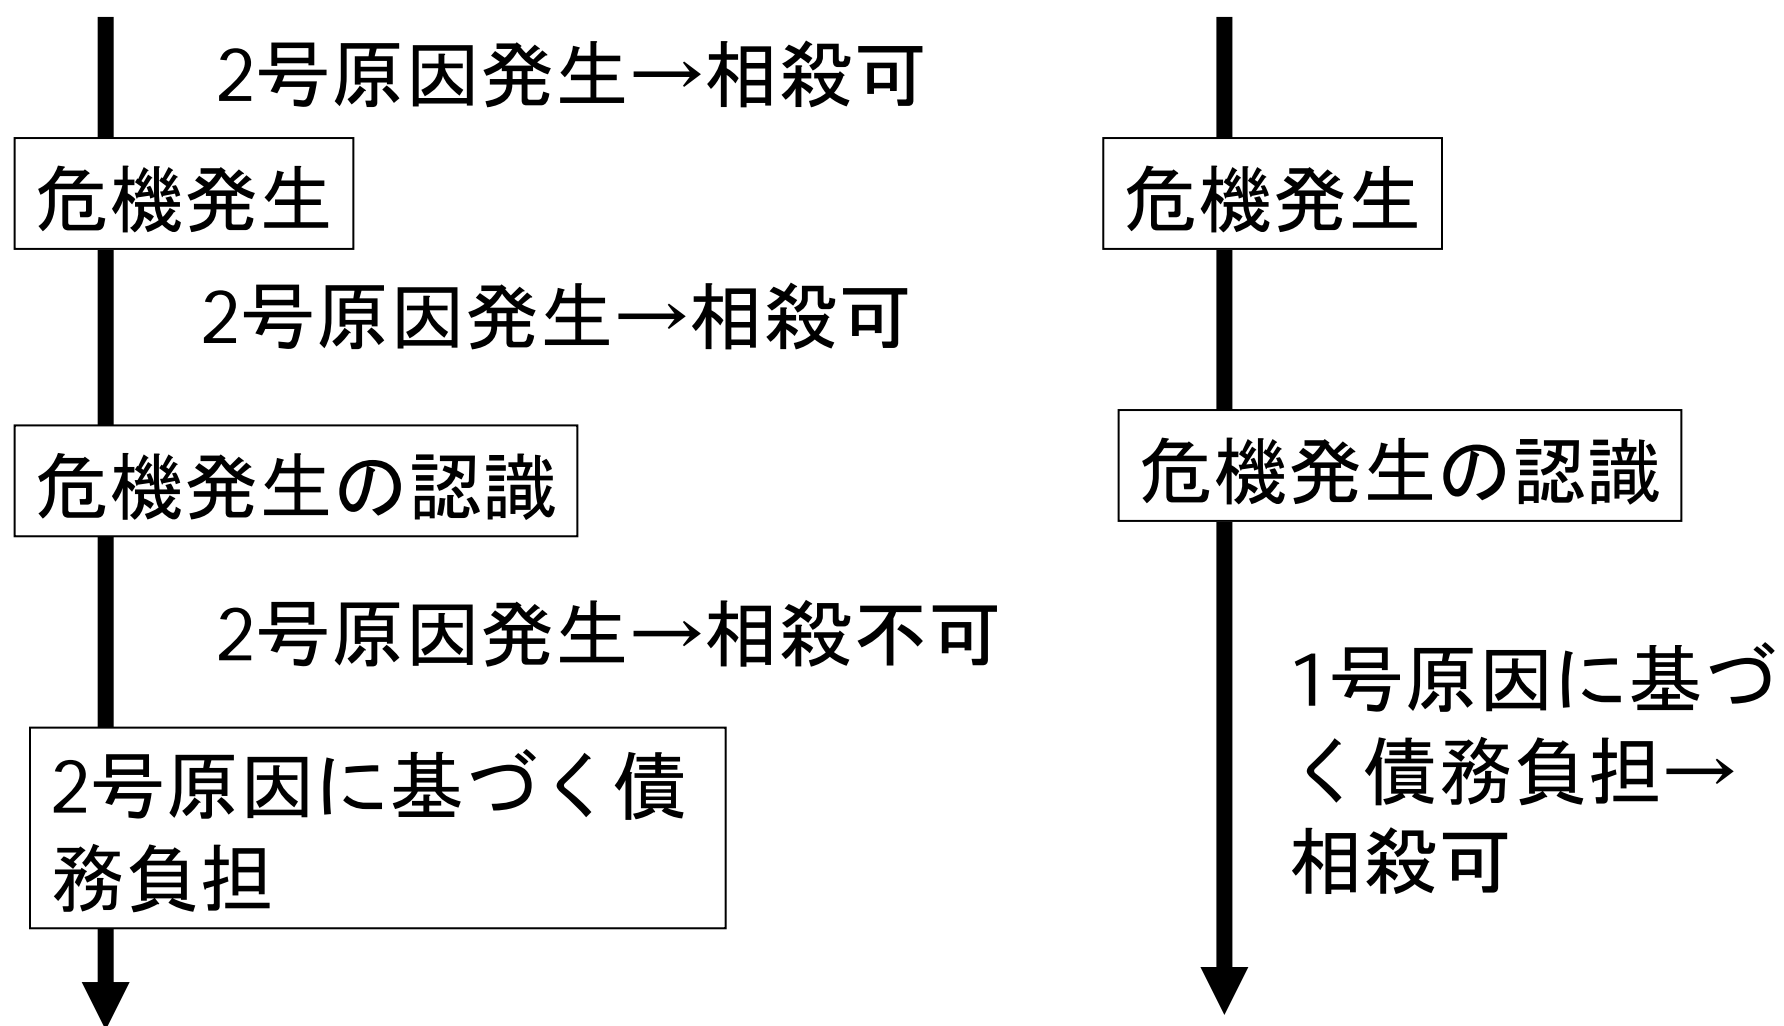 2号原因発生→相殺可
危機発生
2号原因発生→相殺可
危機発生の認識
2号原因発生→相殺不可
2号原因に基づく債
務負担
危機発生
危機発生の認識
1号原因に基づ
く債務負担→
相殺可